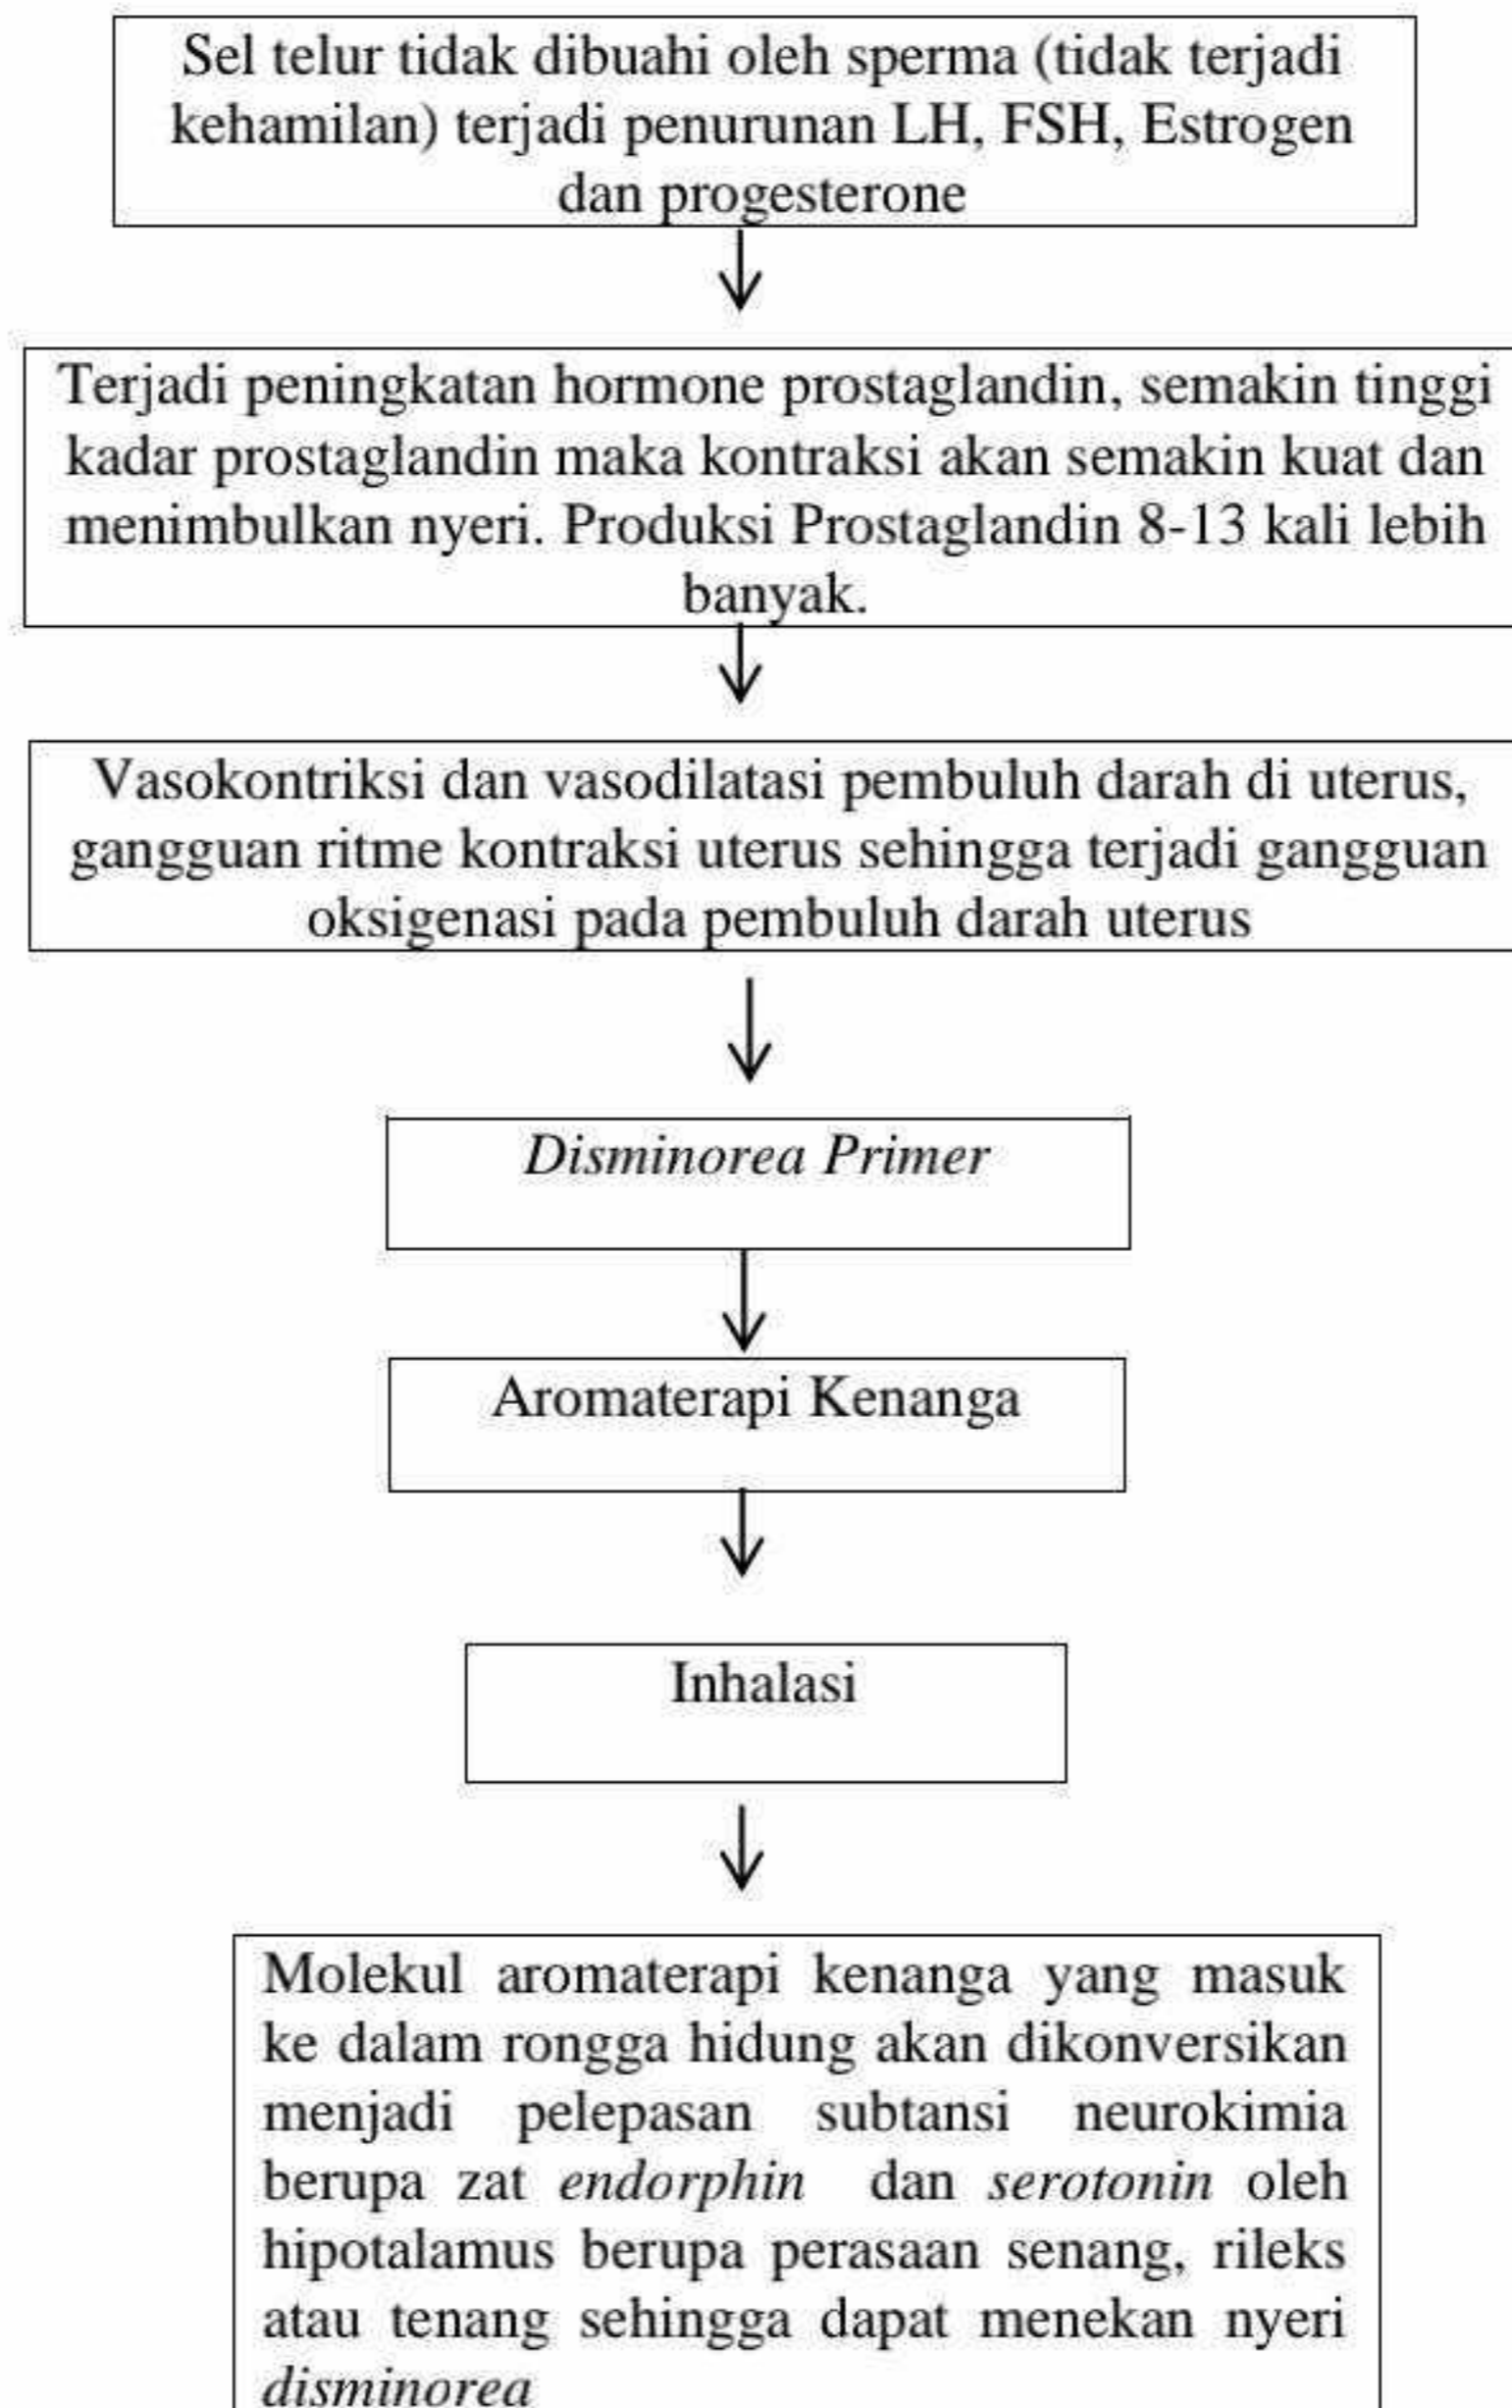 Sel telur tidak dibuahi oleh sperma (tidak terjadi
kehamilan) terjadi penurunan LH, FSH, Estrogen
dan progesterone
Terjadi peningkatan hormone prostaglandin, semakin tinggi
kadar prostaglandin maka kontraksi akan semakin kuat dan
menimbulkan nyeri. Produksi Prostaglandin 8-13 kali lebih
banyak.
Vasokontriksi dan vasodilatasi pembuluh darah di uterus,
gangguan ritme kontraksi uterus sehingga terjadi gangguan
oksigenasi pada pembuluh darah uterus
Disminorea Primer
Aromaterapi Kenanga
Inhalasi
Molekul aromaterapi kenanga yang masuk
ke dalam rongga hidung akan dikonversikan
menjadi pelepasan subtansi neurokimia
berupa zat endorphin dan serotonin oleh
hipotalamus berupa perasaan senang, rileks
atau tenang sehingga dapat menekan nyeri
disminorea